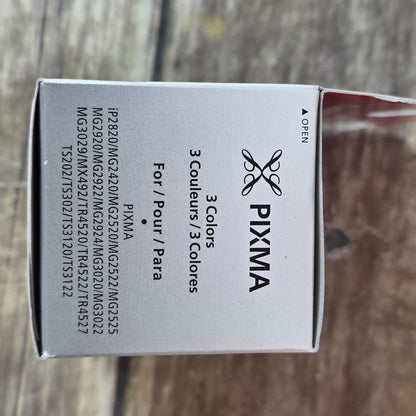 ▲ OPEN
PIXMA
3 Colors
3 Couleurs / 3 Colores
For / Pour / Para
•
PIXMA
iP2820/MG2420/MG2520/MG2522/MG2525
MG2920/MG2922/MG2924/MG3020/MG3022
MG3029/MX492/TR4520/TR4522/TR4527
TS202/TS302/TS3120/TS3122